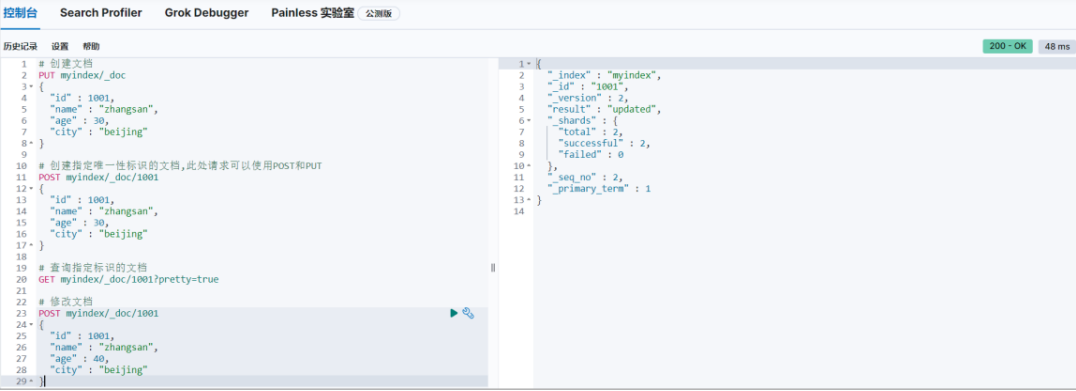 控制台 Search Profiler Grok Debugger Painless 实验室 公测版
历史记录 设置 帮助 200 - OK 48 ms
1 # 创建文档
2 PUT myindex/_doc
3 {
4 "id" : 1001,
5 "name" : "zhangsan",
6 "age" : 30,
7 "city" : "beijing"
8 }
9
10 # 创建指定唯一性标识的文档,此处请求可以使用POST和PUT
11 POST myindex/_doc/1001
12 {
13 "id" : 1001,
14 "name" : "zhangsan",
15 "age" : 30,
16 "city" : "beijing"
17 }
18
19 # 查询指定标识的文档
20 GET myindex/_doc/1001?pretty=true
21
22 # 修改文档
23 POST myindex/_doc/1001
24 {
25 "id" : 1001,
26 "name" : "zhangsan",
27 "age" : 40,
28 "city" : "beijing"
29 }
1 {
2 "_index" : "myindex",
3 "_id" : "1001",
4 "_version" : 2,
5 "result" : "updated",
6 "_shards" : {
7 "total" : 2,
8 "successful" : 2,
9 "failed" : 0
10 },
11 "_seq_no" : 2,
12 "_primary_term" : 1
13 }
14